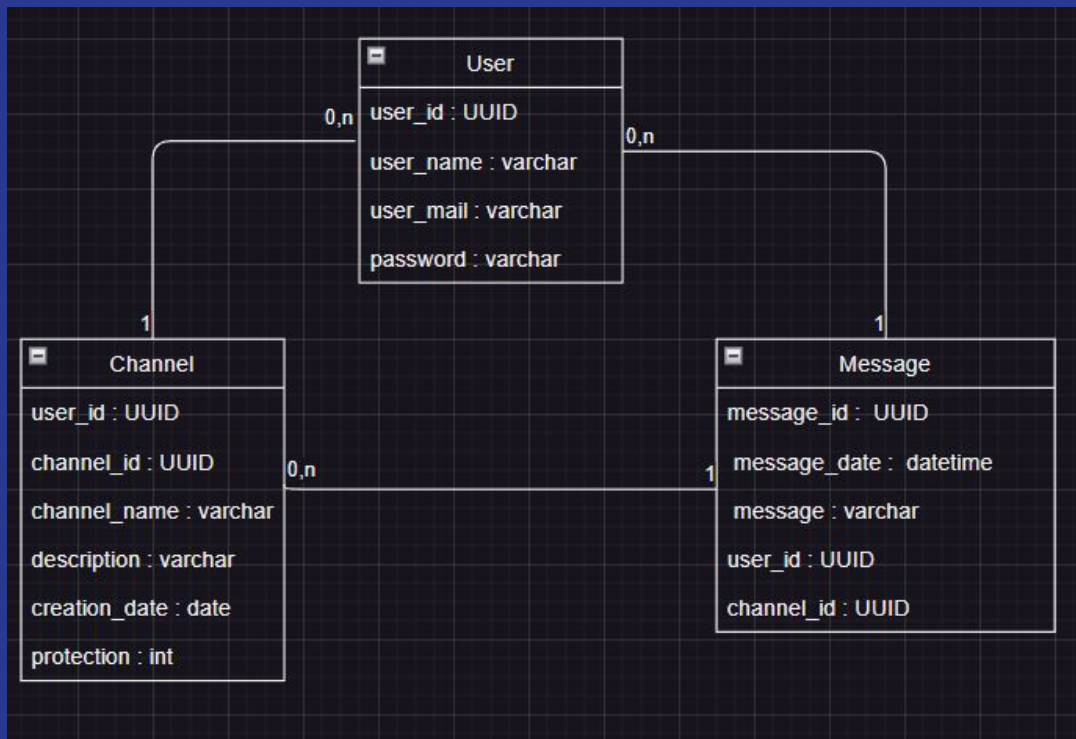 User
0,n
user_id : UUID
0,n
user_name : varchar
user_mail : varchar
password : varchar
1
1
Channel
user_id : UUID
channel_id : UUID
channel_name : varchar
description : varchar
creation_date : date
protection : int
0,n
1
Message
message_id : UUID
message_date : datetime
message : varchar
user_id : UUID
channel_id : UUID